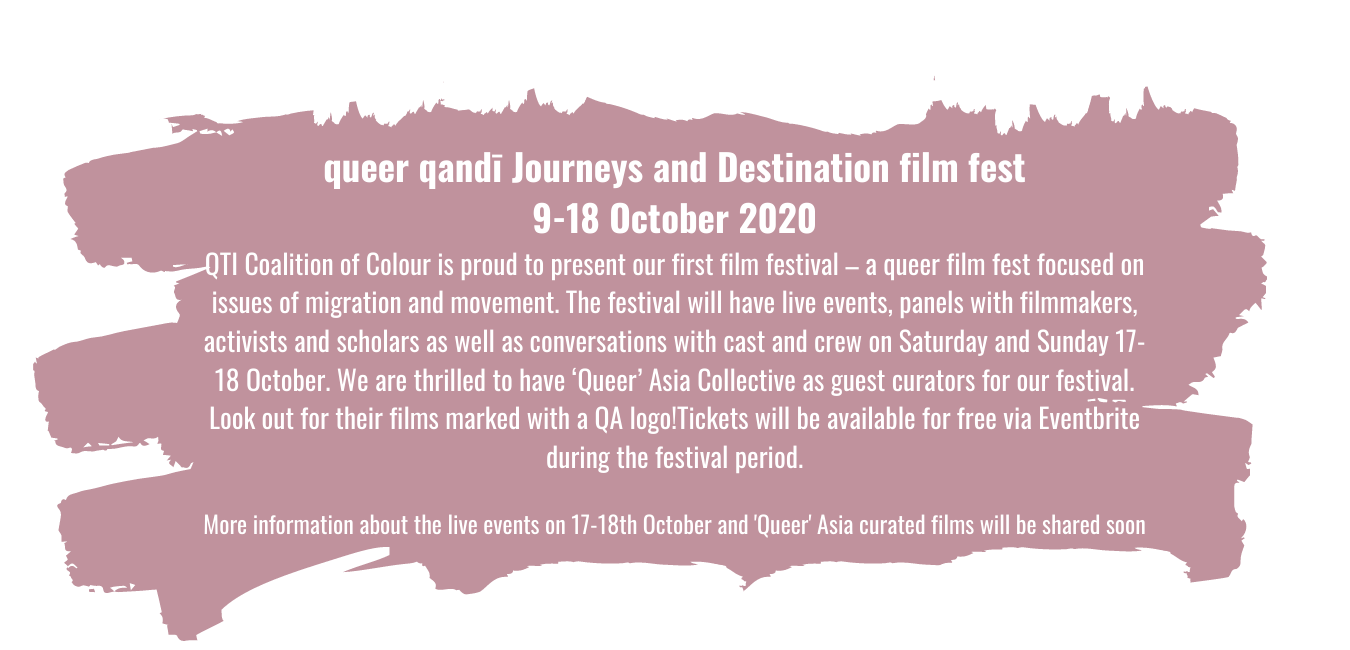 queer qandī Journeys and Destination film fest
9-18 October 2020
QTI Coalition of Colour is proud to present our first film festival – a queer film fest focused on
issues of migration and movement. The festival will have live events, panels with filmmakers,
activists and scholars as well as conversations with cast and crew on Saturday and Sunday 17-
18 October. We are thrilled to have ‘Queer’ Asia Collective as guest curators for our festival.
Look out for their films marked with a QA logo!Tickets will be available for free via Eventbrite
during the festival period.
More information about the live events on 17-18th October and 'Queer' Asia curated films will be shared soon